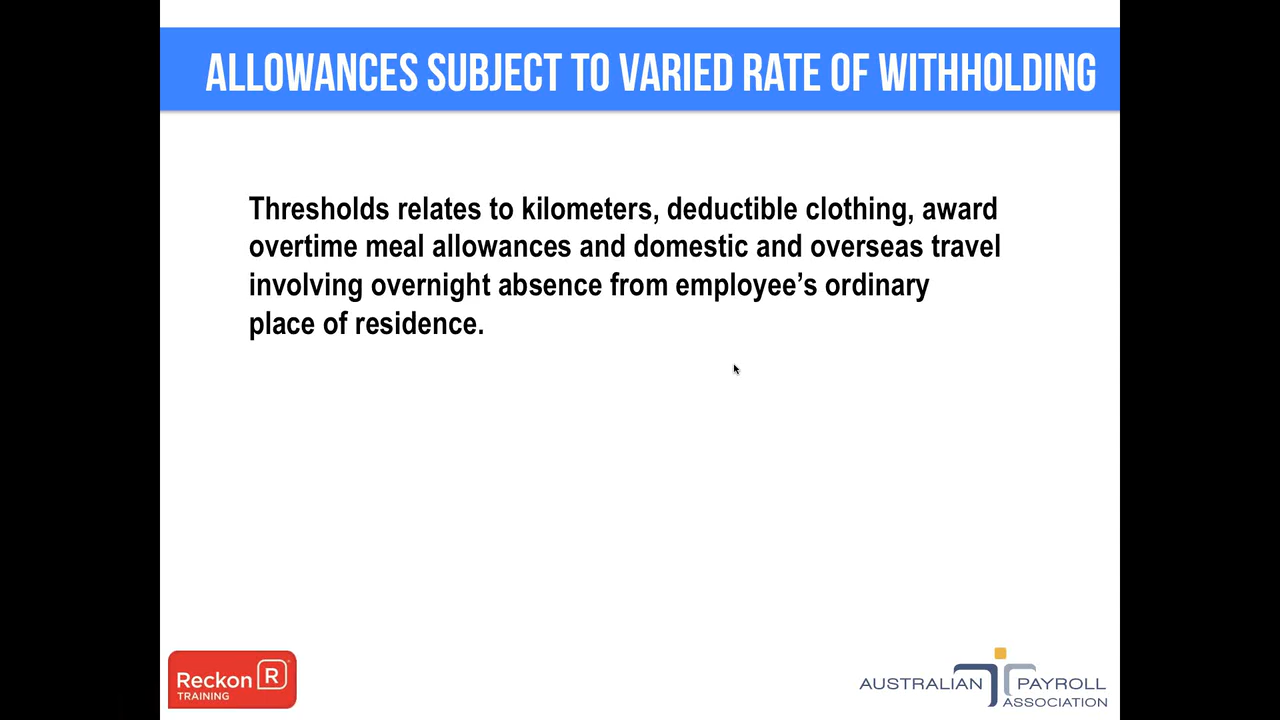 ALLOWANCES SUBJECT TO VARIED RATE OF WITHHOLDING
Thresholds relates to kilometers, deductible clothing, award
overtime meal allowances and domestic and overseas travel
involving overnight absence from employee’s ordinary
place of residence.
Reckon R
TRAINING
AUSTRALIAN PAYROLL
ASSOCIATION